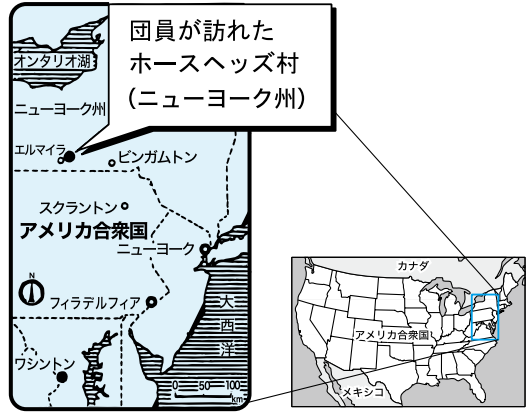 団員が訪れた
ホースヘッズ村
(ニューヨーク州)
オンタリオ湖
ニューヨーク州
エルマイラ
ビンガムトン
スクラントン
アメリカ合衆国
ニューヨーク
N
フィラデルフィア
大西洋
ワシントン
0 50 100
km
カナダ
アメリカ合衆国
メキシコ